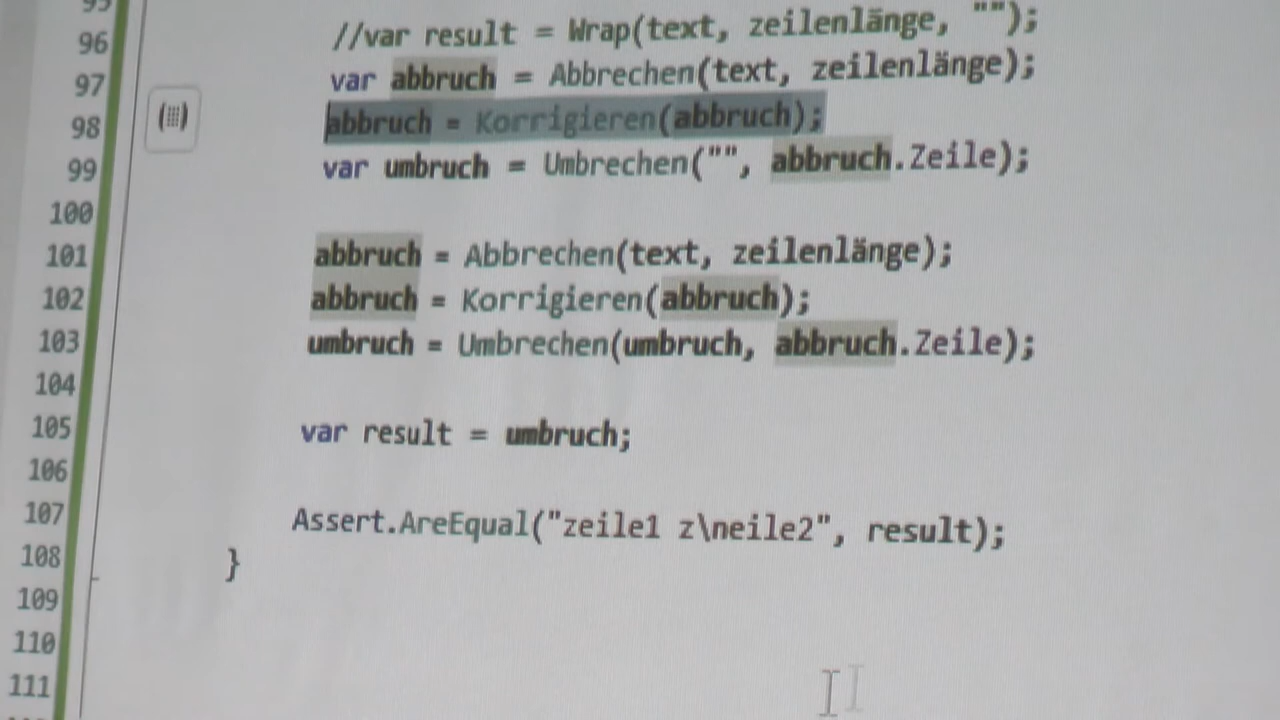 95
96 //var result = Wrap(text, zeilenlänge, "");
97 var abbruch = Abbrechen(text, zeilenlänge);
98 abbruch = Korrigieren(abbruch);
99 var umbruch = Umbrechen("", abbruch.Zeile);
100
101 abbruch = Abbrechen(text, zeilenlänge);
102 abbruch = Korrigieren(abbruch);
103 umbruch = Umbrechen(umbruch, abbruch.Zeile);
104
105 var result = umbruch;
106
107 Assert.AreEqual("zeile1 z\neile2", result);
108 }
109
110
111